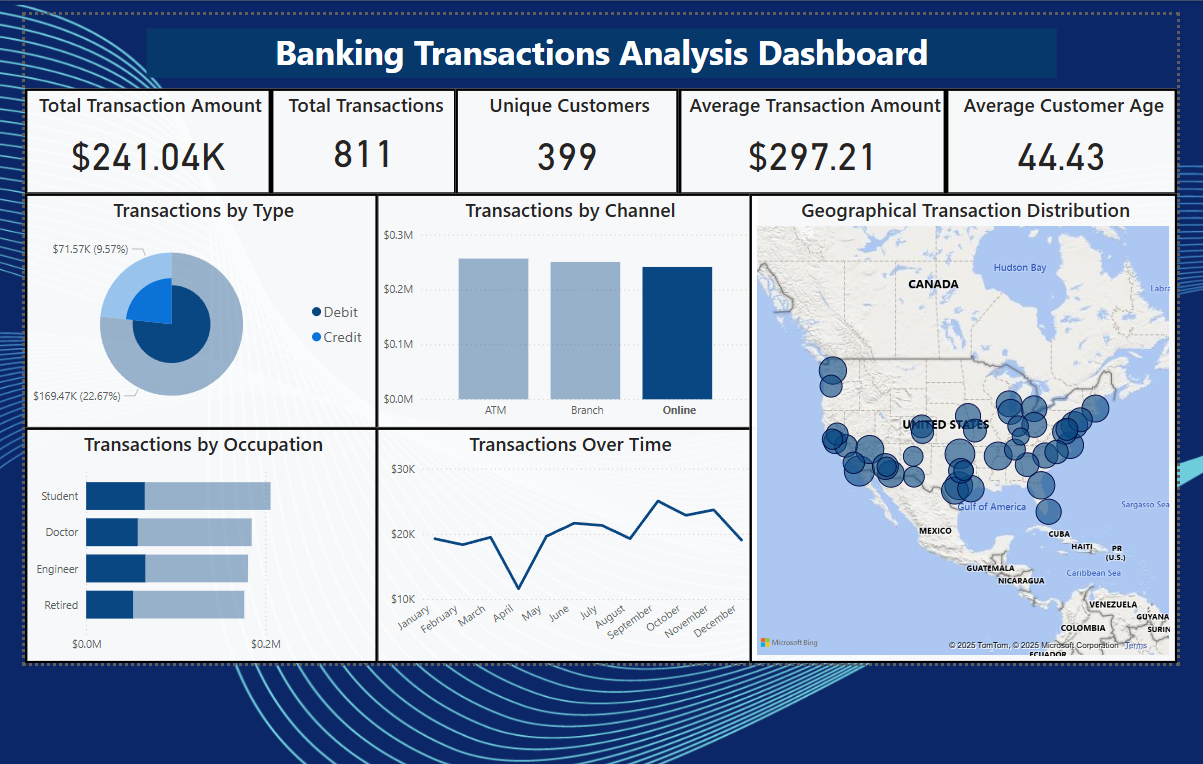 Banking Transactions Analysis Dashboard
Total Transaction Amount
$241.04K
Total Transactions
811
Unique Customers
399
Average Transaction Amount
$297.21
Average Customer Age
44.43
Transactions by Type
$71.57K (9.57%)
$169.47K (22.67%)
Debit
Credit
Transactions by Channel
$0.3M
$0.2M
$0.1M
$0.0M
ATM
Branch
Online
Geographical Transaction Distribution
Hudson Bay
CANADA
Labra
UNITED STATES
Gulf of America
Sargasso Sea
MEXICO
CUBA
HAITI
PR
(U.S.)
GUATEMALA
NICARAGUA
Caribbean Sea
VENEZUELA
GUYANA
COLOMBIA
SURIN
ECUADOR
Microsoft Bing
© 2025 TomTom, © 2025 Microsoft Corporation Terms
Transactions by Occupation
Student
Doctor
Engineer
Retired
$0.0M
$0.2M
Transactions Over Time
$30K
$20K
$10K
January
February
March
April
May
June
July
August
September
October
November
December